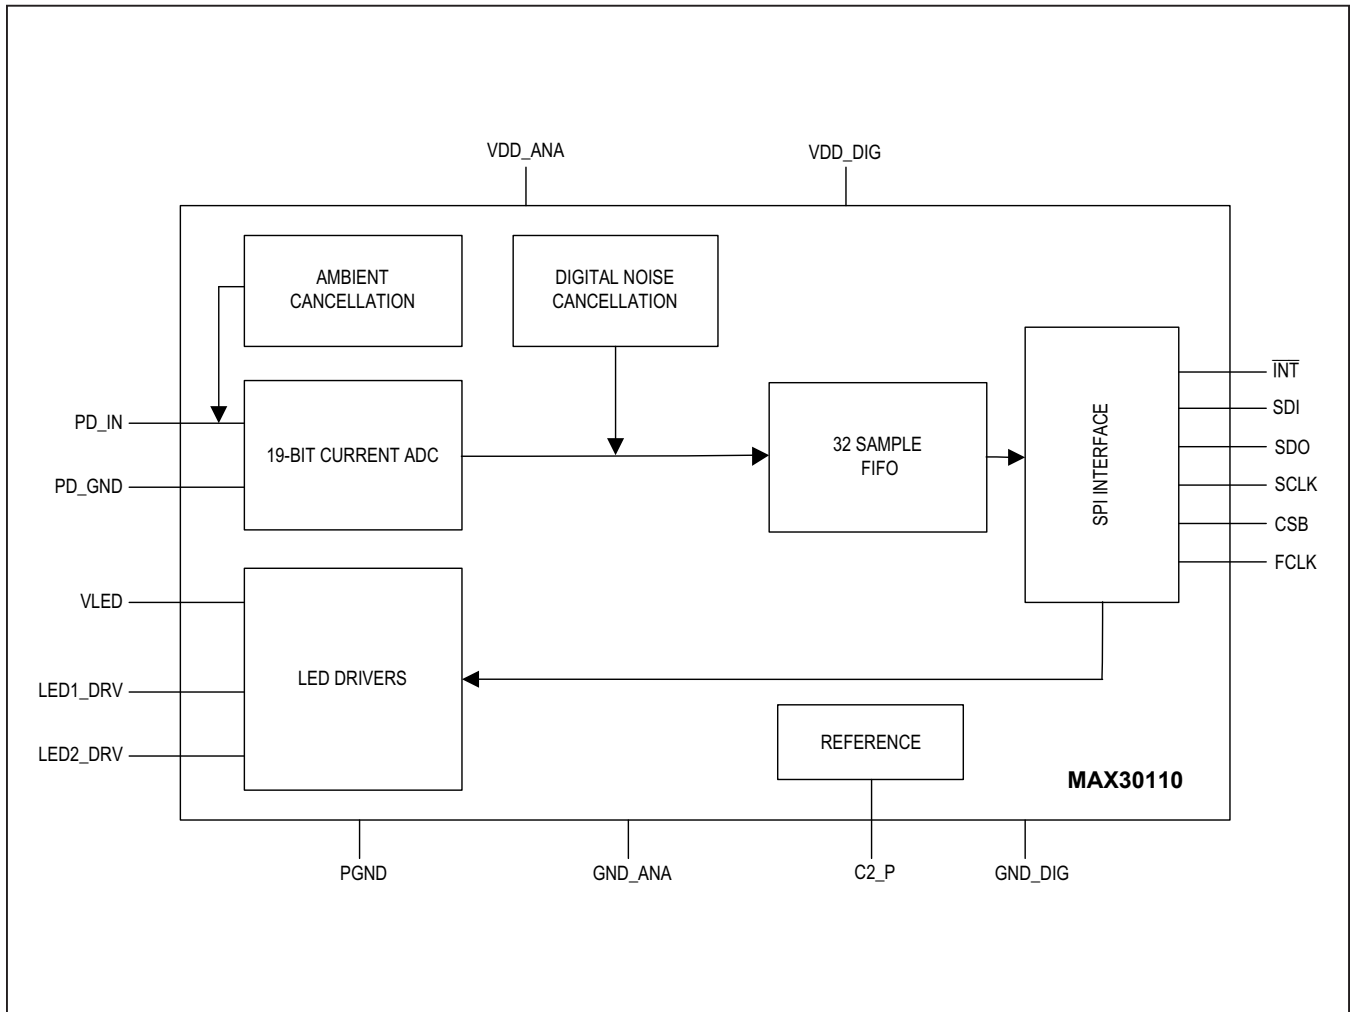 VDD_ANA
VDD_DIG
AMBIENT
CANCELLATION
DIGITAL NOISE
CANCELLATION
PD_IN
PD_GND
19-BIT CURRENT ADC
32 SAMPLE
FIFO
SPI INTERFACE
INT
SDI
SDO
SCLK
CSB
FCLK
VLED
LED1_DRV
LED2_DRV
LED DRIVERS
REFERENCE
MAX30110
PGND
GND_ANA
C2_P
GND_DIG